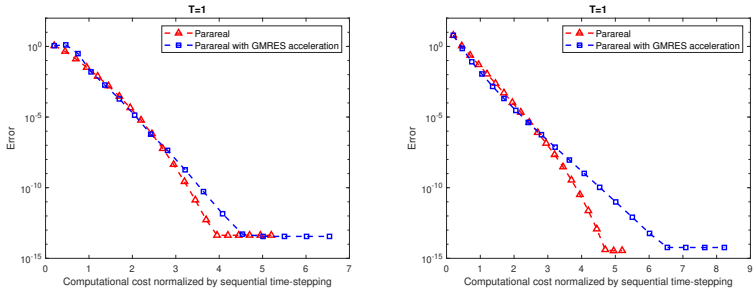 T=1
Parareal
Parareal with GMRES acceleration
10^0
10^-5
10^-10
10^-15
Error
0 1 2 3 4 5 6 7
Computational cost normalized by sequential time-stepping
T=1
Parareal
Parareal with GMRES acceleration
10^0
10^-5
10^-10
10^-15
Error
0 1 2 3 4 5 6 7 8 9
Computational cost normalized by sequential time-stepping